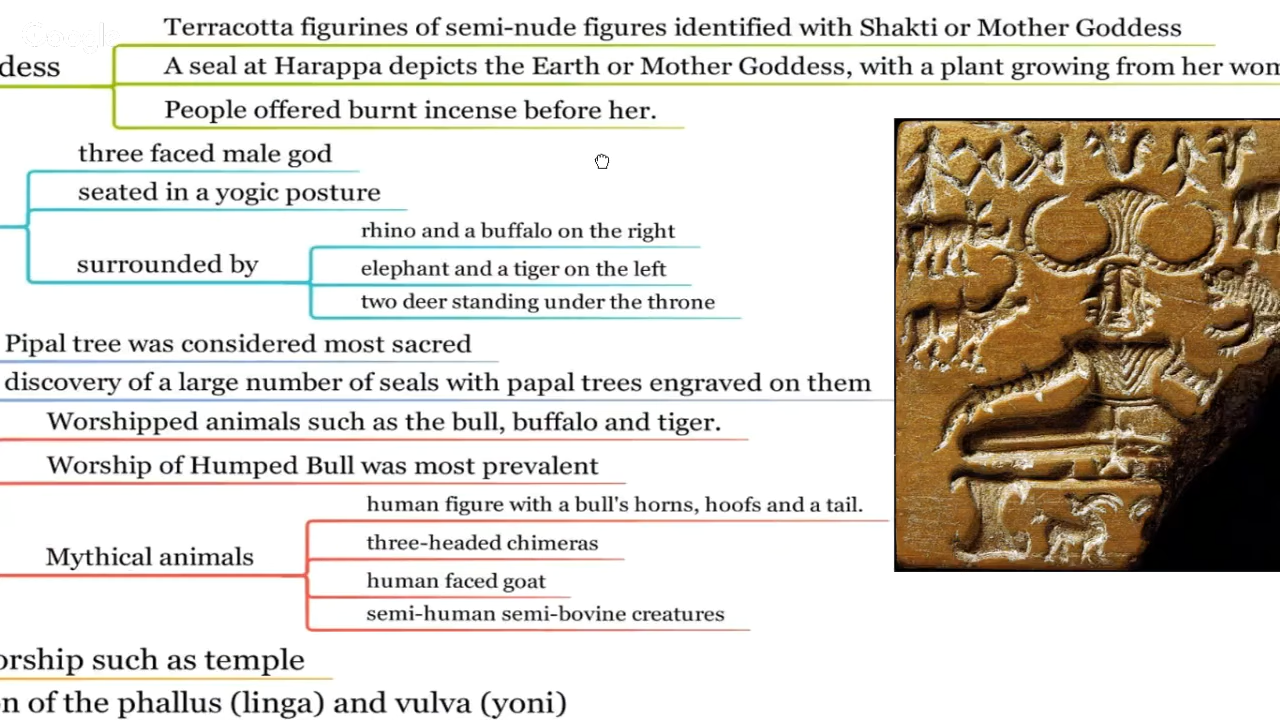 Google
Terracotta figurines of semi-nude figures identified with Shakti or Mother Goddess
dess
A seal at Harappa depicts the Earth or Mother Goddess, with a plant growing from her wom
People offered burnt incense before her.
three faced male god
seated in a yogic posture
rhino and a buffalo on the right
surrounded by
elephant and a tiger on the left
two deer standing under the throne
Pipal tree was considered most sacred
discovery of a large number of seals with papal trees engraved on them
Worshipped animals such as the bull, buffalo and tiger.
Worship of Humped Bull was most prevalent
human figure with a bull's horns, hoofs and a tail.
three-headed chimeras
Mythical animals
human faced goat
semi-human semi-bovine creatures
orship such as temple
n of the phallus (linga) and vulva (yoni)